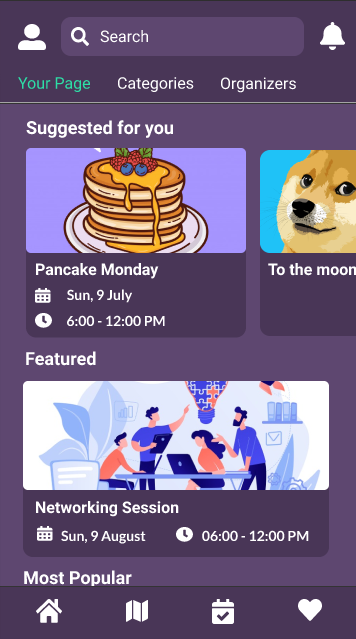 Search
Your Page Categories Organizers
Suggested for you
Pancake Monday
To the moon
Sun, 9 July
6:00 - 12:00 PM
Featured
Networking Session
Sun, 9 August 06:00 - 12:00 PM
Most Popular